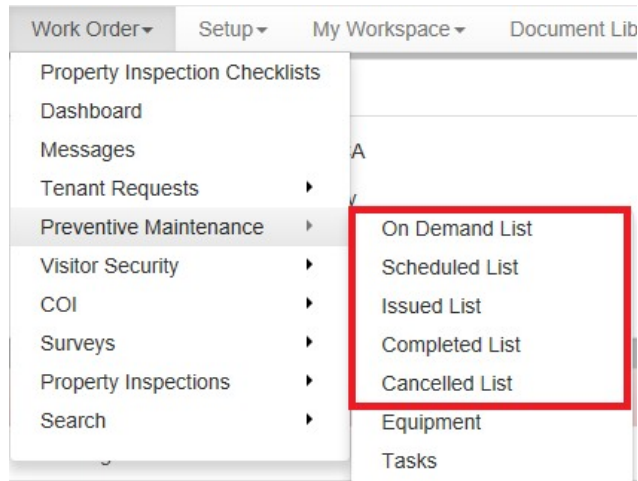 Work Order Setup My Workspace Document Lib
Property Inspection Checklists
Dashboard
Messages
Tenant Requests
Preventive Maintenance
Visitor Security
COI
Surveys
Property Inspections
Search
On Demand List
Scheduled List
Issued List
Completed List
Cancelled List
Equipment
Tasks